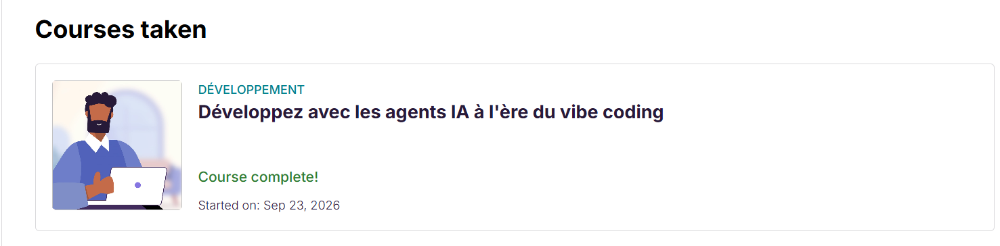 Courses taken
DÉVELOPPEMENT
Développez avec les agents IA à l'ère du vibe coding
Course complete!
Started on: Sep 23, 2026